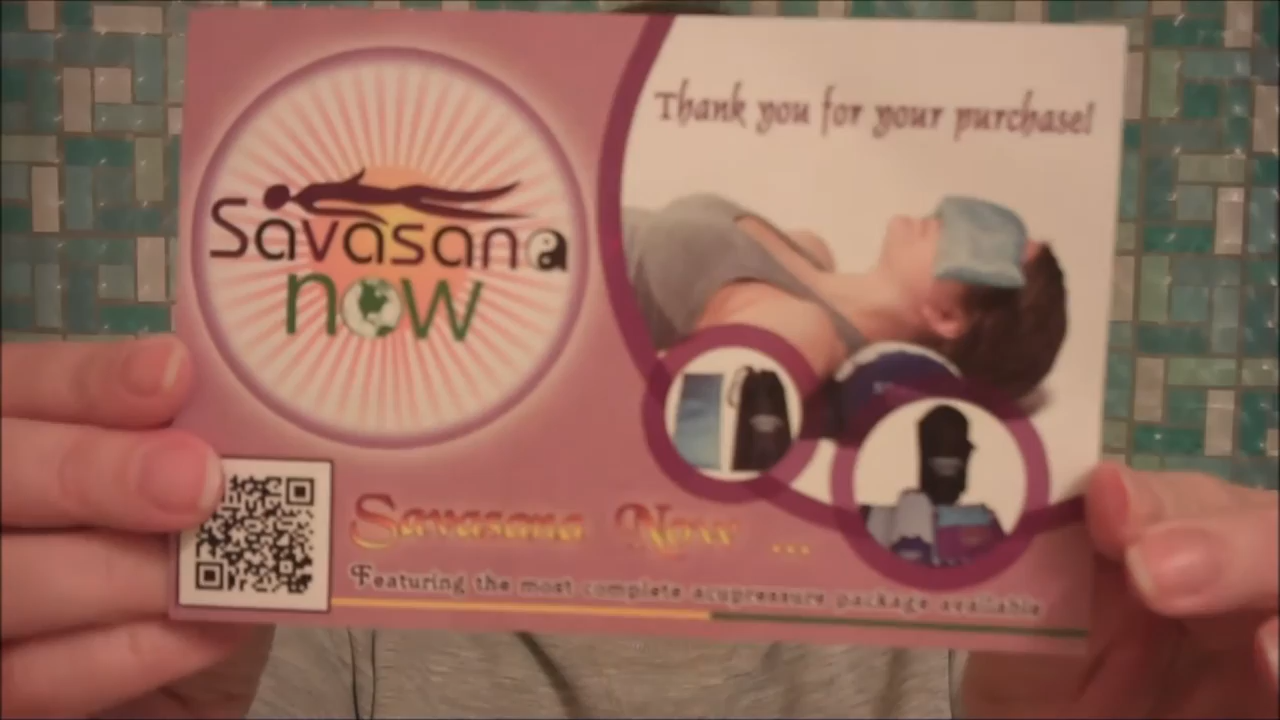 Savasana
now
Thank you for your purchase!
Savasana Now ...
Featuring the most complete acupressure package available